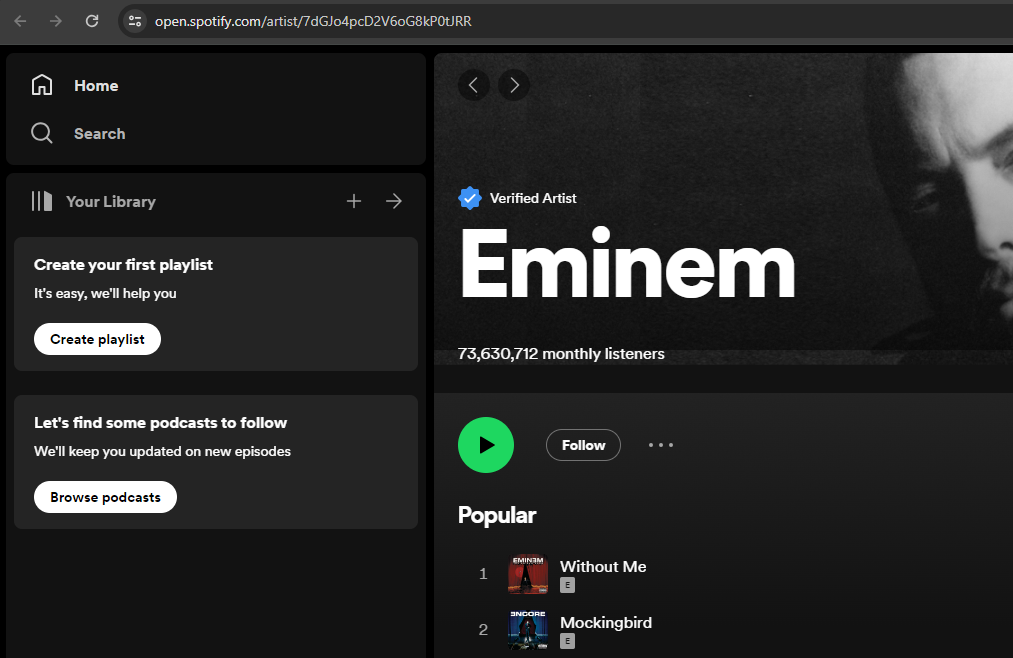 open.spotify.com/artist/7dGJo4pcD2V6oG8kP0tJRR
Home
Search
Your Library
Create your first playlist
It's easy, we'll help you
Create playlist
Let's find some podcasts to follow
We'll keep you updated on new episodes
Browse podcasts
Verified Artist
Eminem
73,630,712 monthly listeners
Follow
Popular
1
EMINEM
Without Me
E
2
ENCORE
Mockingbird
E